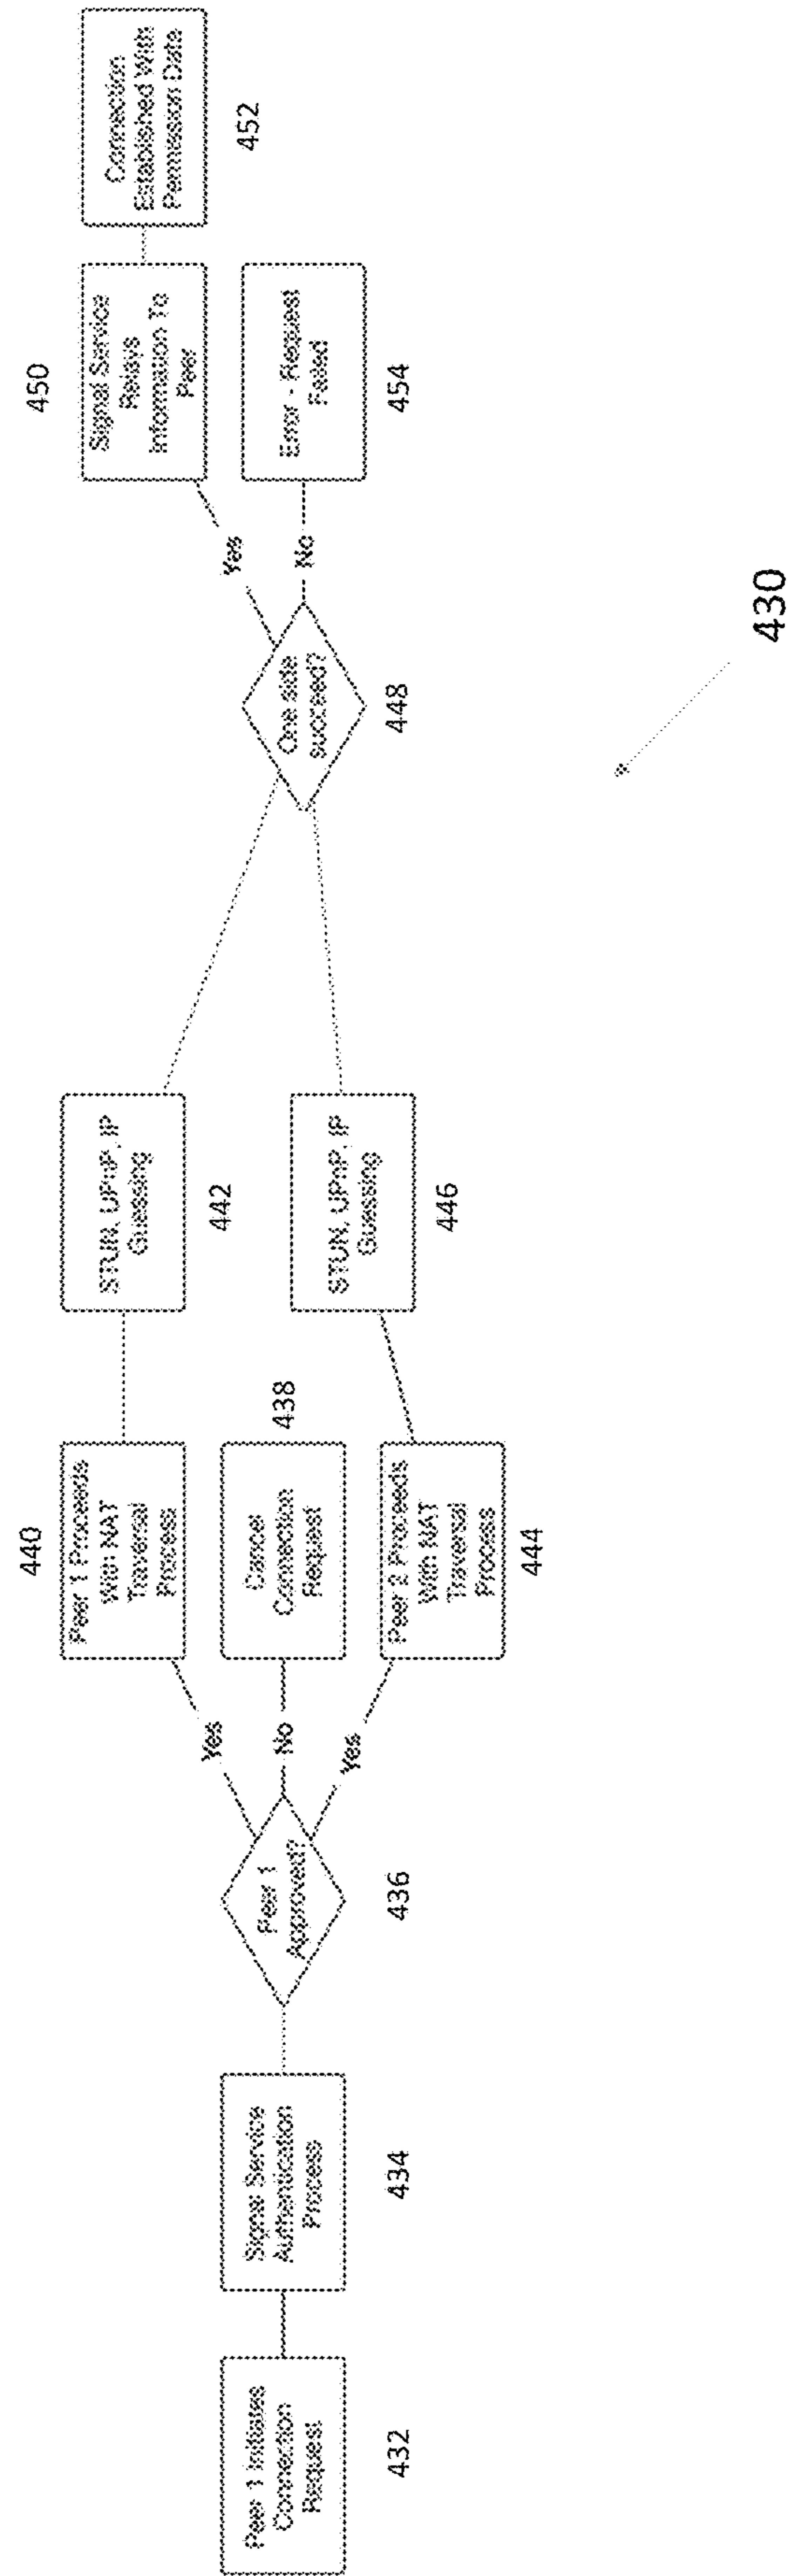 Peer 1 Initiates
Connection
Request
432
Signal Service
Authentication
Process
434
Peer 1
Approved?
436
Yes
No
Yes
440
Peer 1 Proceeds
With NAT
Traversal
Process
Cancel
Connection
Request
438
Peer 2 Proceeds
With NAT
Traversal
Process
444
STUN, UPnP, IP
Guessing
442
STUN, UPnP, IP
Guessing
446
One side
succeed?
448
Yes
No
450
Signal Service
Relays
Information To
Peer
Error - Request
Failed
454
Connection
Established With
Permission Data
452
430